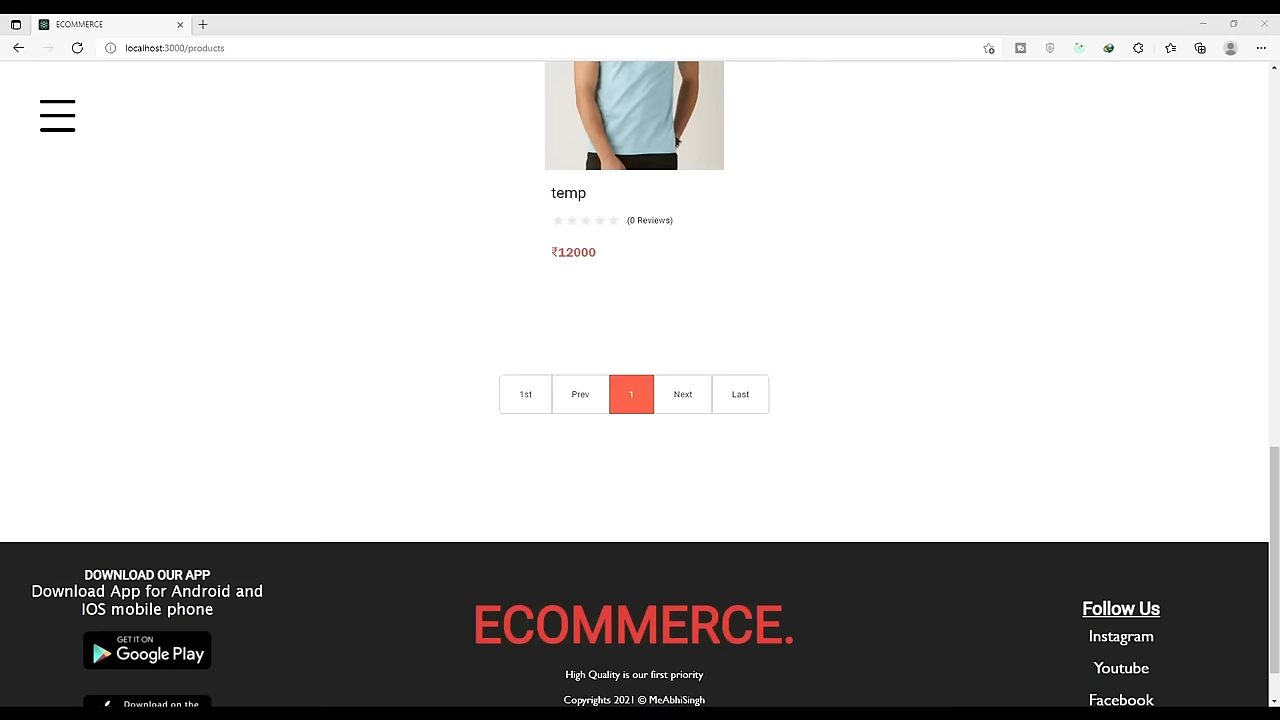 ECOMMERCE
localhost:3000/products
temp
(0 Reviews)
₹12000
1st
Prev
1
Next
Last
DOWNLOAD OUR APP
Download App for Android and
IOS mobile phone
GET IT ON
Google Play
Download on the
ECOMMERCE.
High Quality is our first priority
Copyrights 2021 © MeAbhiSingh
Follow Us
Instagram
Youtube
Facebook